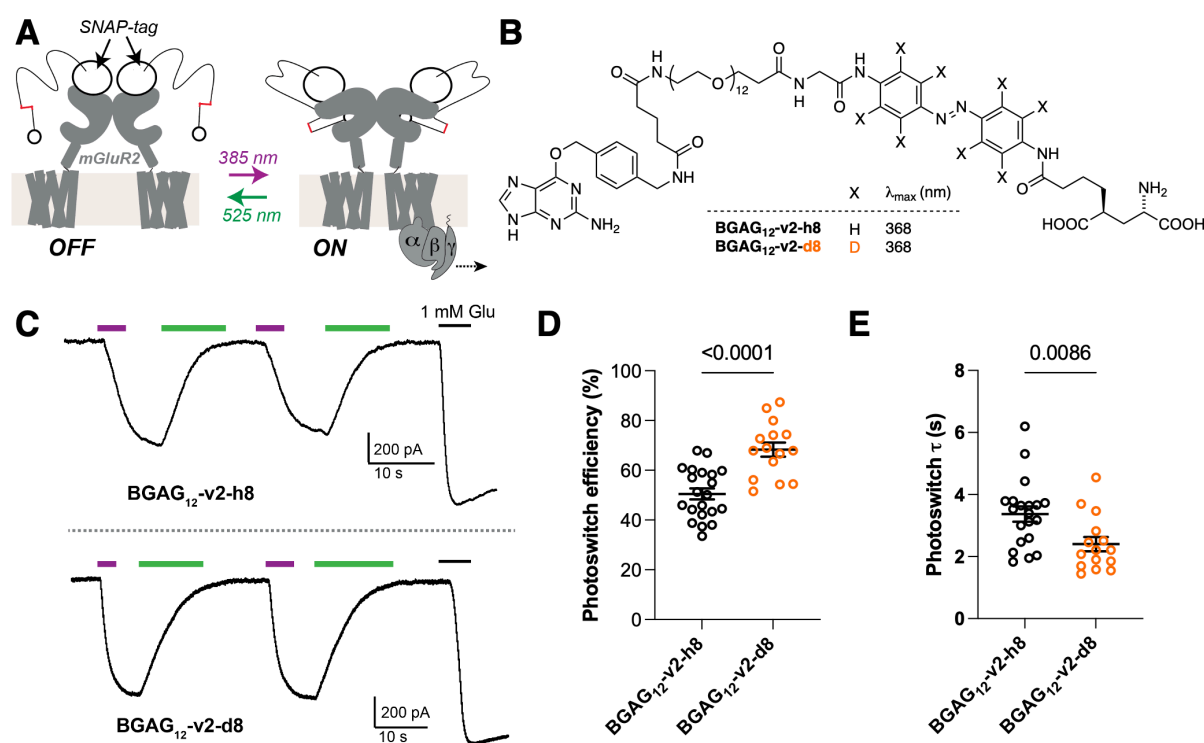 A
SNAP-tag
mGluR2
385 nm
525 nm
OFF
ON
α β γ
B
O
H
N
O
12
O
H
N
N
H
O
H
N
X X
X X
N
N
X X
X X
NH
O
NH2
HOOC
COOH
O
O
NH
O
N
N
N
H
N
N
NH2
X λmax (nm)
BGAG12-v2-h8 H 368
BGAG12-v2-d8 D 368
C
1 mM Glu
200 pA
10 s
BGAG12-v2-h8
200 pA
10 s
BGAG12-v2-d8
D
<0.0001
Photoswitch efficiency (%)
100
80
60
40
20
0
BGAG12-v2-h8
BGAG12-v2-d8
E
0.0086
Photoswitch τ (s)
8
6
4
2
0
BGAG12-v2-h8
BGAG12-v2-d8